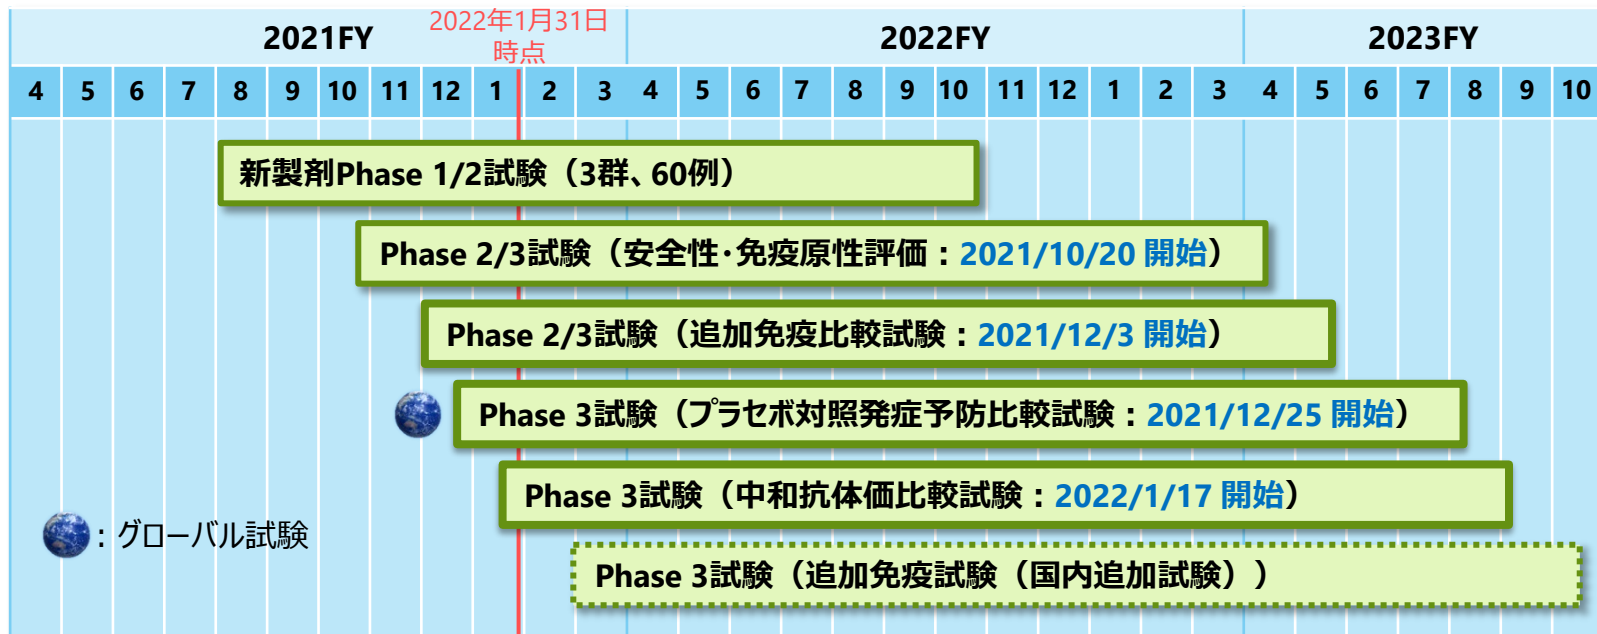 2021FY
2022年1月31日
時点
2022FY
2023FY
4 5 6 7 8 9 10 11 12 1 2 3 4 5 6 7 8 9 10 11 12 1 2 3 4 5 6 7 8 9 10
新製剤Phase 1/2試験（3群、60例）
Phase 2/3試験（安全性･免疫原性評価：2021/10/20 開始）
Phase 2/3試験（追加免疫比較試験：2021/12/3 開始）
Phase 3試験（プラセボ対照発症予防比較試験：2021/12/25 開始）
Phase 3試験（中和抗体価比較試験：2022/1/17 開始）
：グローバル試験
Phase 3試験（追加免疫試験（国内追加試験））